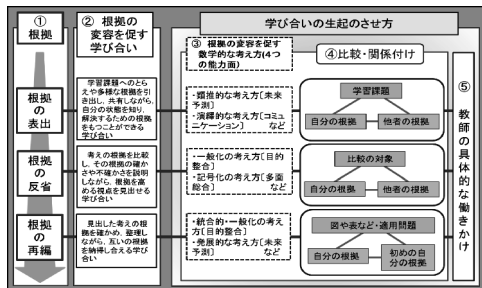 ①
根拠
② 根拠の
変容を促す
学び合い
学び合いの生起のさせ方
③ 根拠の変容を促す
数学的な考え方(4つ
の能力面)
④比較・関係付け
⑤
教師の具体的な働きかけ
根拠
の
表出
学習課題へのとら
えや多様な根拠を引
き出し、共有しながら、
自分の状態を知り、
解決するための根拠
をもつことができる
学び合い
・類推的な考え方[未来
予測]
・演繹的な考え方[コミュ
ニケーション] など
学習課題
自分の根拠
他者の根拠
根拠
の
反省
考えの根拠を比較
し、その根拠の確か
さや不確かさを説明
しながら、根拠を高
める視点を見出せる
学び合い
・一般化の考え方[目的
整合]
・記号化の考え方[多面
総合] など
比較の対象
自分の根拠
他者の根拠
根拠
の
再編
見出した考えの根
拠を確かめ、整理し
ながら、互いの根拠
を納得し合える学び
合い
・統合的・一般化の考え
方[目的整合]
・発展的な考え方[未来
予測] など
図や表など・適用問題
自分の根拠
初めの自
分の根拠